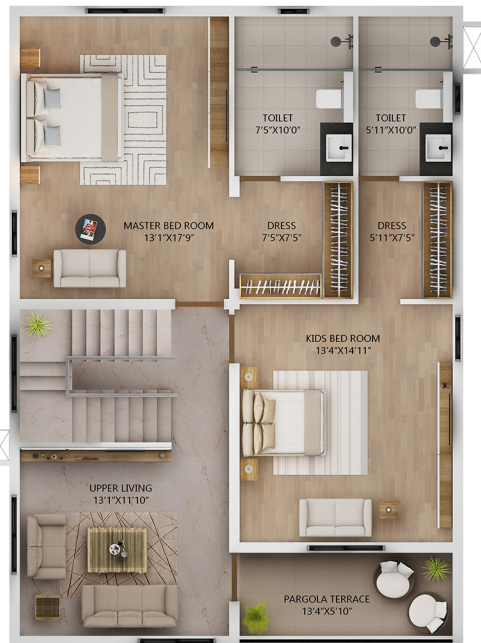 TOILET
7'5"X10'0"
TOILET
5'11"X10'0"
MASTER BED ROOM
13'1"X17'9"
DRESS
7'5"X7'5"
DRESS
5'11"X7'5"
KIDS BED ROOM
13'4"X14'11"
UPPER LIVING
13'1"X11'10"
PARGOLA TERRACE
13'4"X5'10"